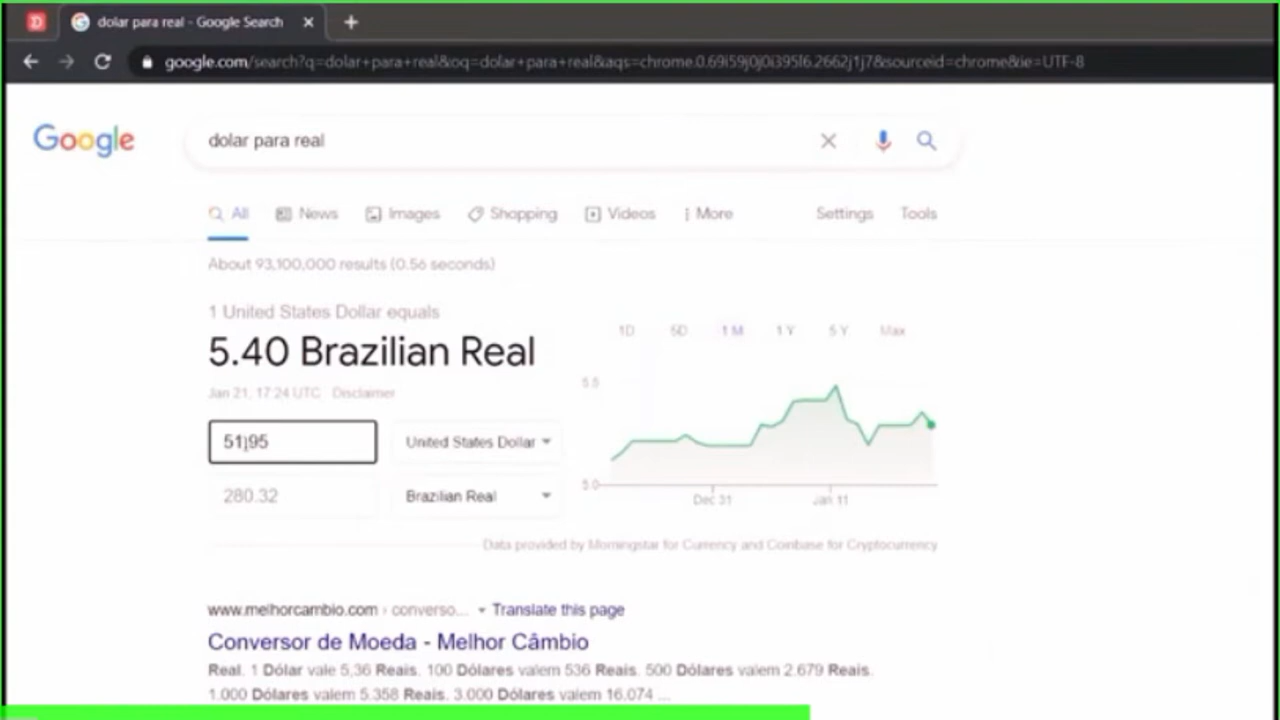 dolar para real - Google Search
google.com/search?q=dolar+para+real&oq=dolar+para+real&aqs=chrome.0.69i59j0j0i395l6.2662j1j7&sourceid=chrome&ie=UTF-8
Google
dolar para real
All News Images Shopping Videos More Settings Tools
About 93,100,000 results (0.56 seconds)
1 United States Dollar equals
5.40 Brazilian Real
Jan 21, 17:24 UTC · Disclaimer
1D 5D 1M 1Y 5Y Max
5.5
51.95 United States Dollar
280.32 Brazilian Real
5.0
Dec 31 Jan 11
Data provided by Morningstar for Currency and Coinbase for Cryptocurrency
www.melhorcambio.com › converso... Translate this page
Conversor de Moeda - Melhor Câmbio
Real. 1 Dólar vale 5,36 Reais. 100 Dólares valem 536 Reais. 500 Dólares valem 2.679 Reais.
1.000 Dólares valem 5.358 Reais. 3.000 Dólares valem 16.074 ...